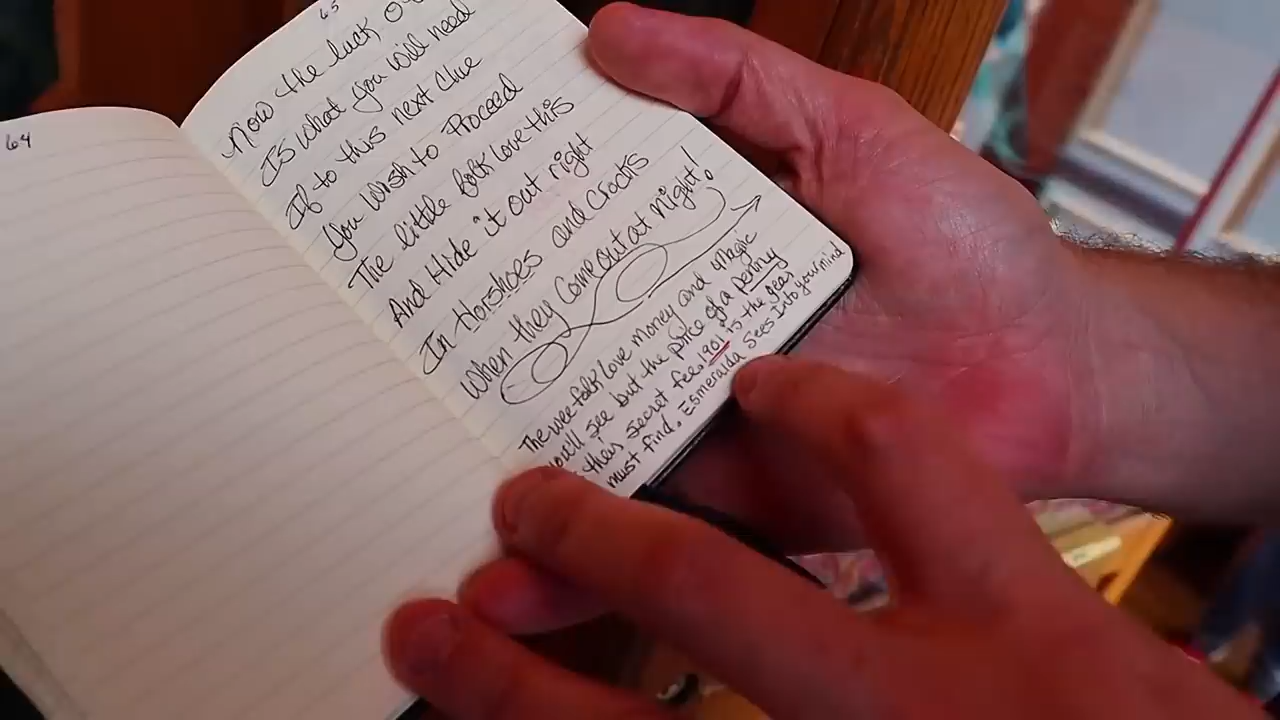 64
65
Now the luck
Is what you will need
If to this next clue
You wish to Proceed
The little folk love this
And Hide it out right
In Horshoes and Crocks
When they Come out at night!
The wee folk love money and magic
you'll see but the price of a penny
their secret fee. 1901 is the year
must find. Esmeralda Sees Into your mind